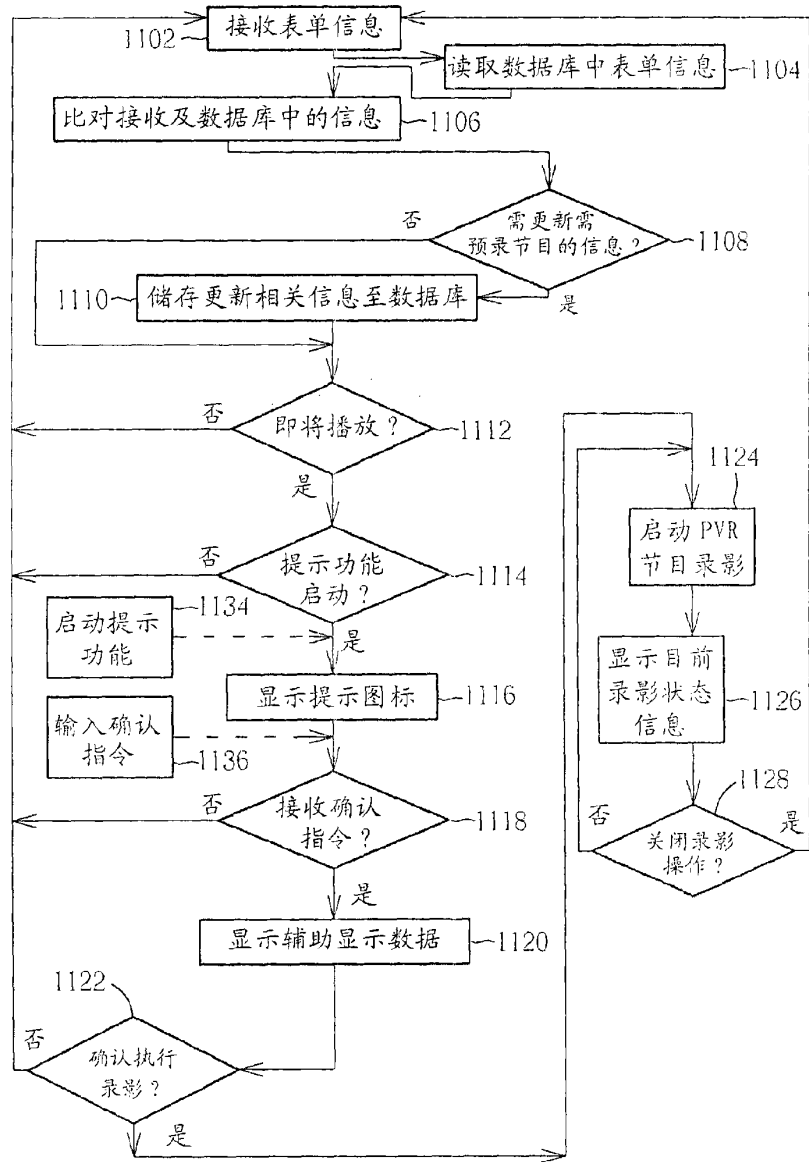 接收表单信息
1102
读取数据库中表单信息
1104
比对接收及数据库中的信息
1106
需更新需
预录节目的信息？
1108
否
是
1110
储存更新相关信息至数据库
即将播放？
1112
否
是
提示功能
启动？
1114
否
是
1134
启动提示
功能
显示提示图标
1116
输入确认
指令
1136
接收确认
指令？
1118
否
是
显示辅助显示数据
1120
1122
确认执行
录影？
否
是
1124
启动PVR
节目录影
显示目前
录影状态
信息
1126
1128
关闭录影
操作？
否
是